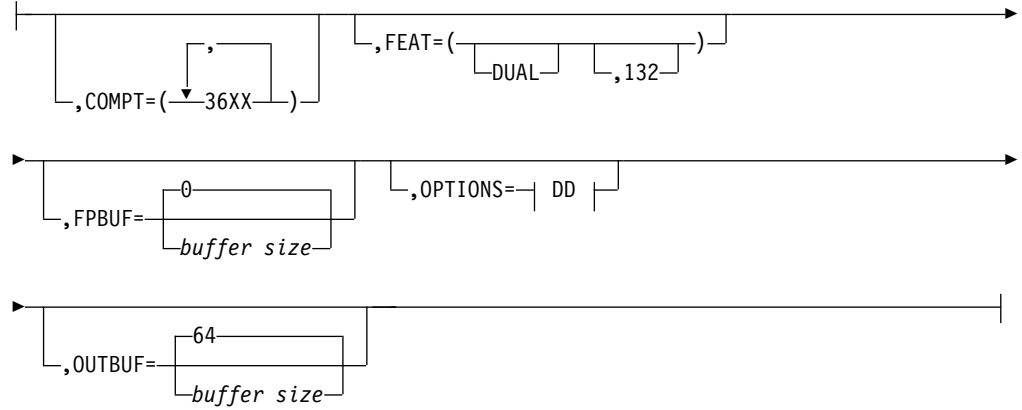 ,
,FEAT=( DUAL ,132 )
,COMPT=( 36XX )
0
,FPBUF= buffer size
,OPTIONS= DD
64
,OUTBUF= buffer size